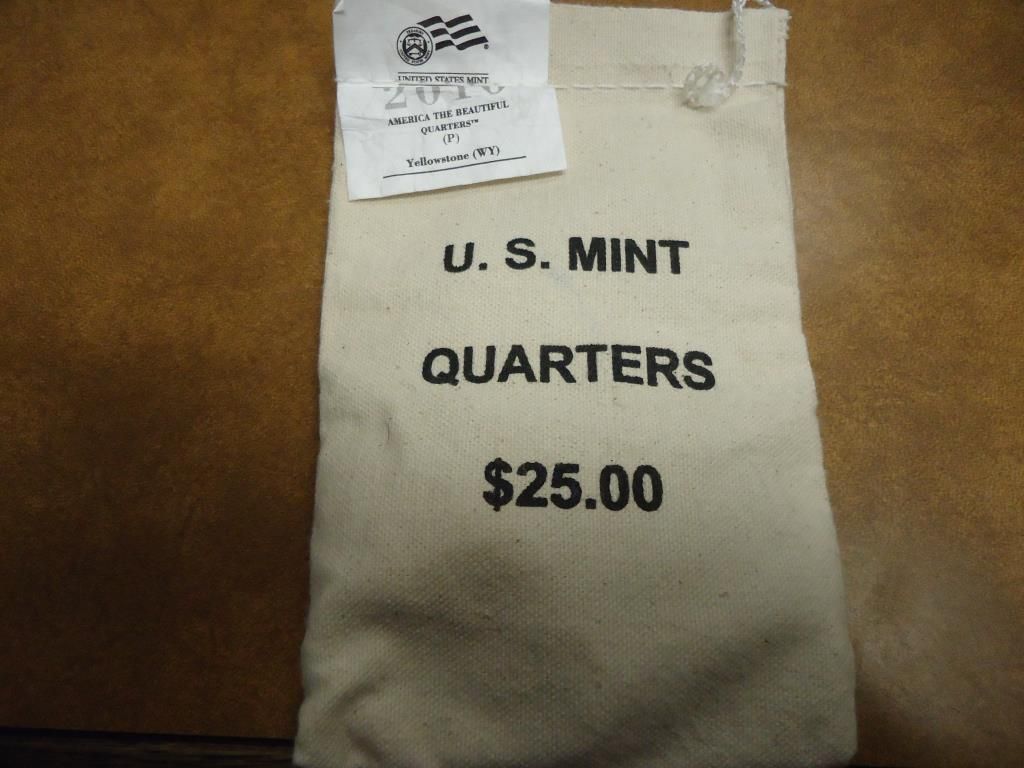 UNITED STATES MINT
2010
AMERICA THE BEAUTIFUL
QUARTERS™
(P)
Yellowstone (WY)
U. S. MINT
QUARTERS
$25.00